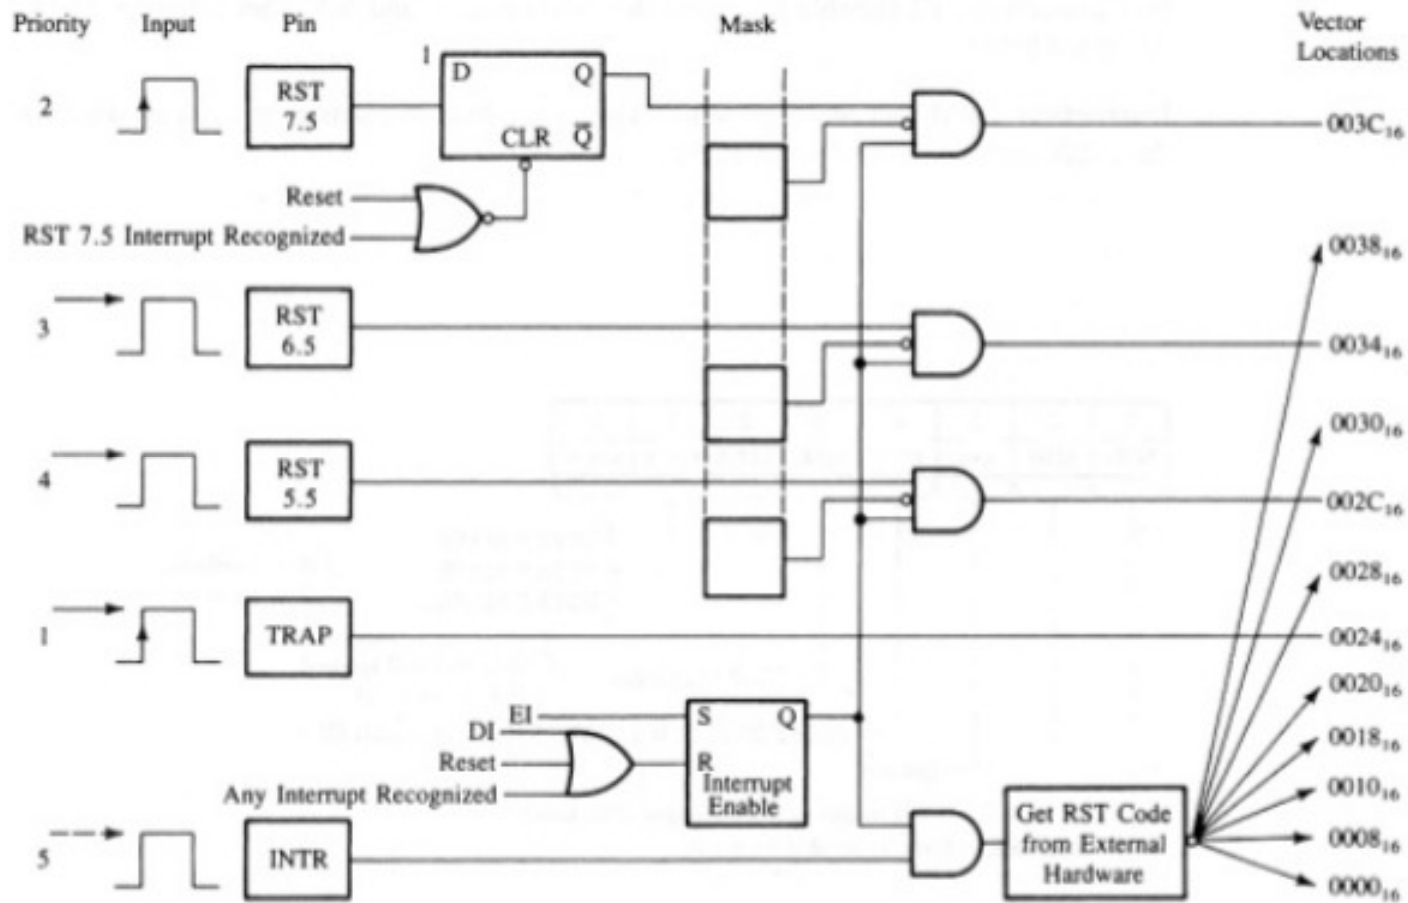 Priority Input Pin Mask Vector Locations
2
RST 7.5
1
D Q
CLR Q̅
003C₁₆
Reset
RST 7.5 Interrupt Recognized
0038₁₆
3
RST 6.5
0034₁₆
0030₁₆
4
RST 5.5
002C₁₆
0028₁₆
1
TRAP
0024₁₆
0020₁₆
EI
DI
Reset
Any Interrupt Recognized
S Q
R
Interrupt Enable
0018₁₆
0010₁₆
5
INTR
Get RST Code
from External
Hardware
0008₁₆
0000₁₆